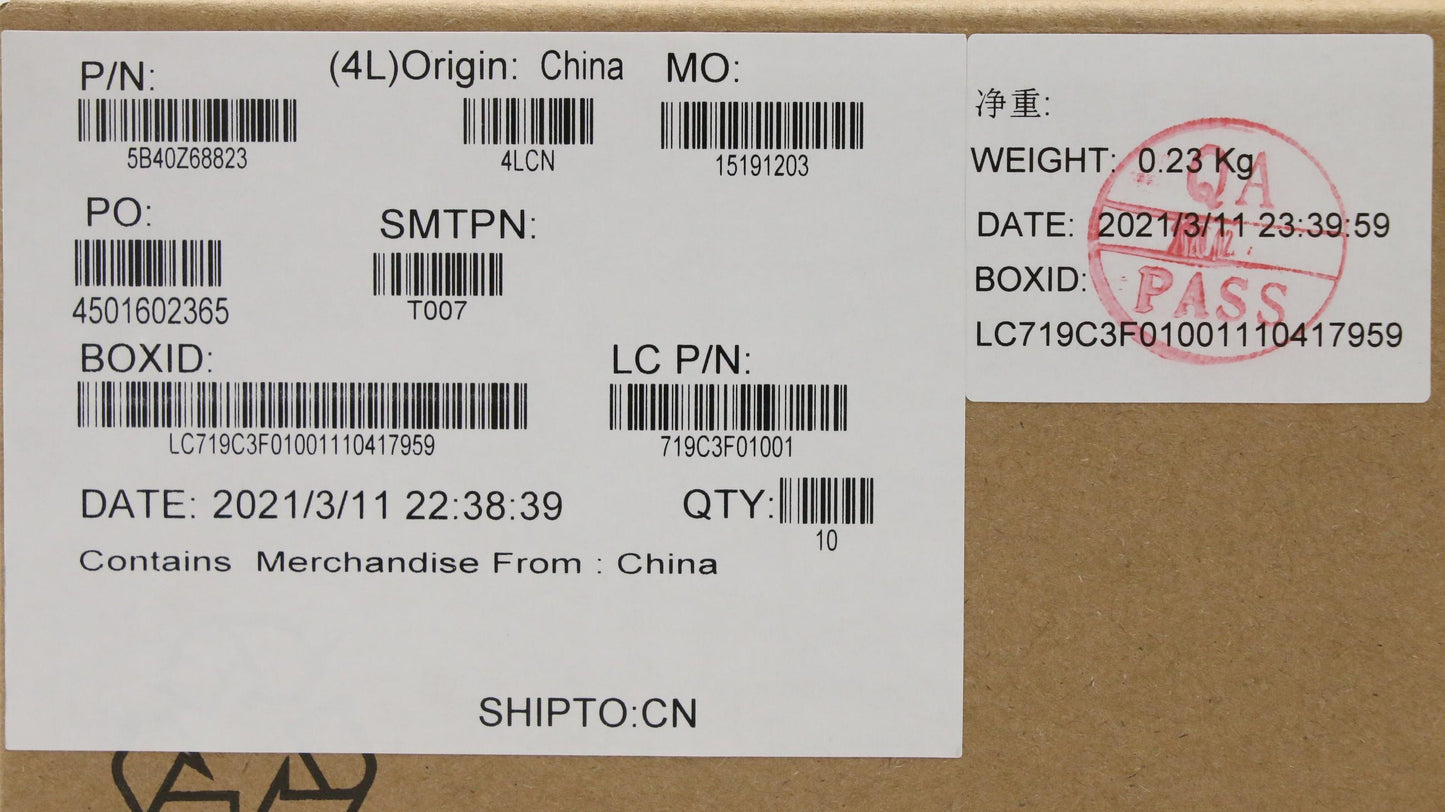 P/N:
5B40Z68823
(4L)Origin: China
4LCN
MO:
15191203
PO:
4501602365
SMTPN:
T007
BOXID:
LC719C3F01001110417959
LC P/N:
719C3F01001
DATE: 2021/3/11 22:38:39
QTY:
10
Contains Merchandise From : China
SHIPTO:CN
净重:
WEIGHT: 0.23 Kg
DATE: 2021/3/11 23:39:59
BOXID:
LC719C3F01001110417959
QA
PASS